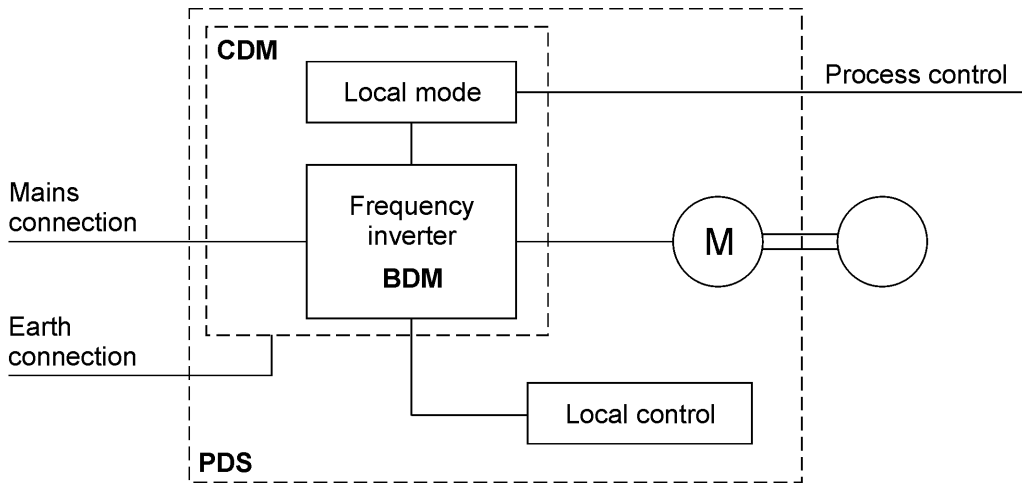 CDM
Local mode
Process control
Mains
connection
Frequency
inverter
BDM
M
Earth
connection
Local control
PDS